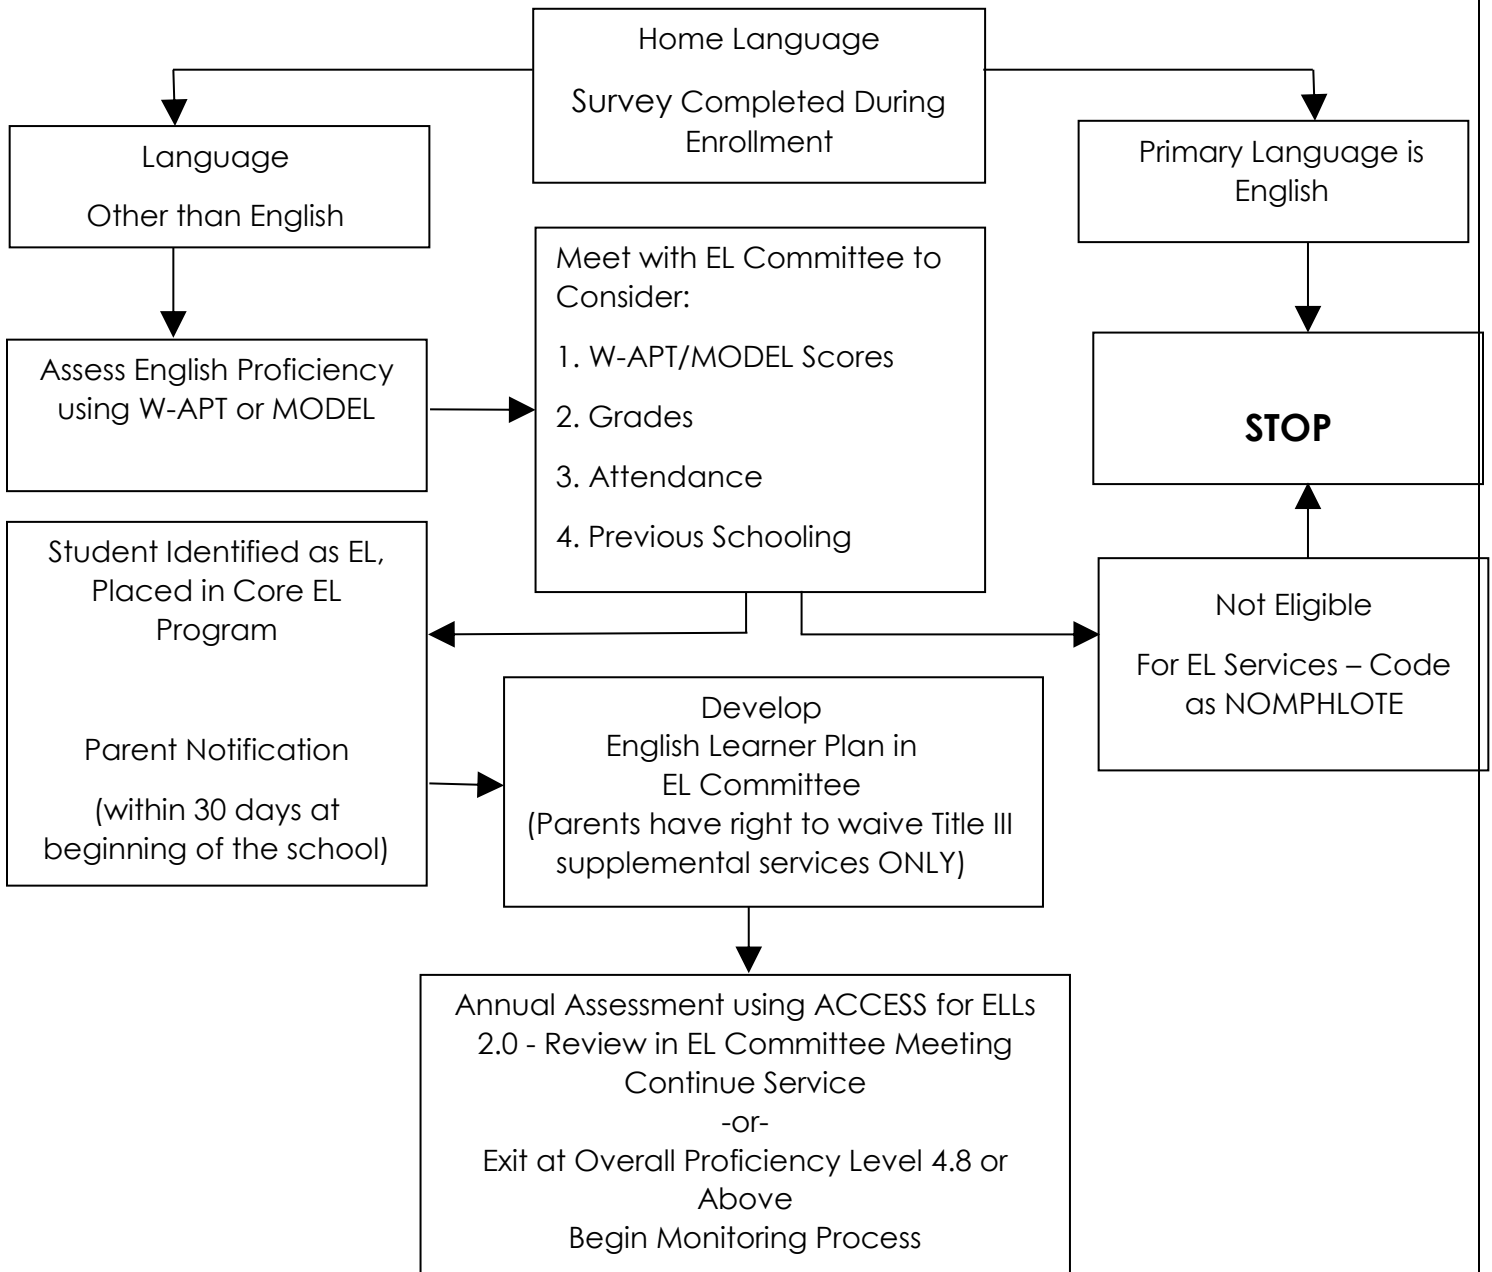 Home Language
Survey Completed During
Enrollment
Language
Other than English
Primary Language is
English
Assess English Proficiency
using W-APT or MODEL
Meet with EL Committee to
Consider:
1. W-APT/MODEL Scores
2. Grades
3. Attendance
4. Previous Schooling
STOP
Student Identified as EL,
Placed in Core EL
Program
Parent Notification
(within 30 days at
beginning of the school)
Not Eligible
For EL Services – Code
as NOMPHLOTE
Develop
English Learner Plan in
EL Committee
(Parents have right to waive Title III
supplemental services ONLY)
Annual Assessment using ACCESS for ELLs
2.0 - Review in EL Committee Meeting
Continue Service
-or-
Exit at Overall Proficiency Level 4.8 or
Above
Begin Monitoring Process